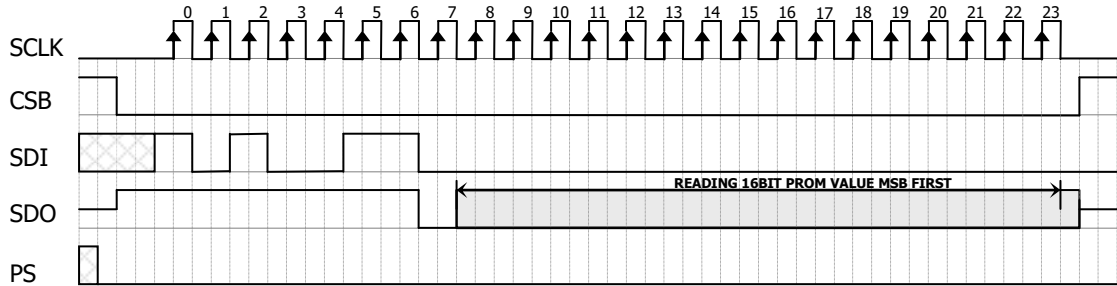 0 1 2 3 4 5 6 7 8 9 10 11 12 13 14 15 16 17 18 19 20 21 22 23
SCLK
CSB
SDI
READING 16BIT PROM VALUE MSB FIRST
SDO
PS